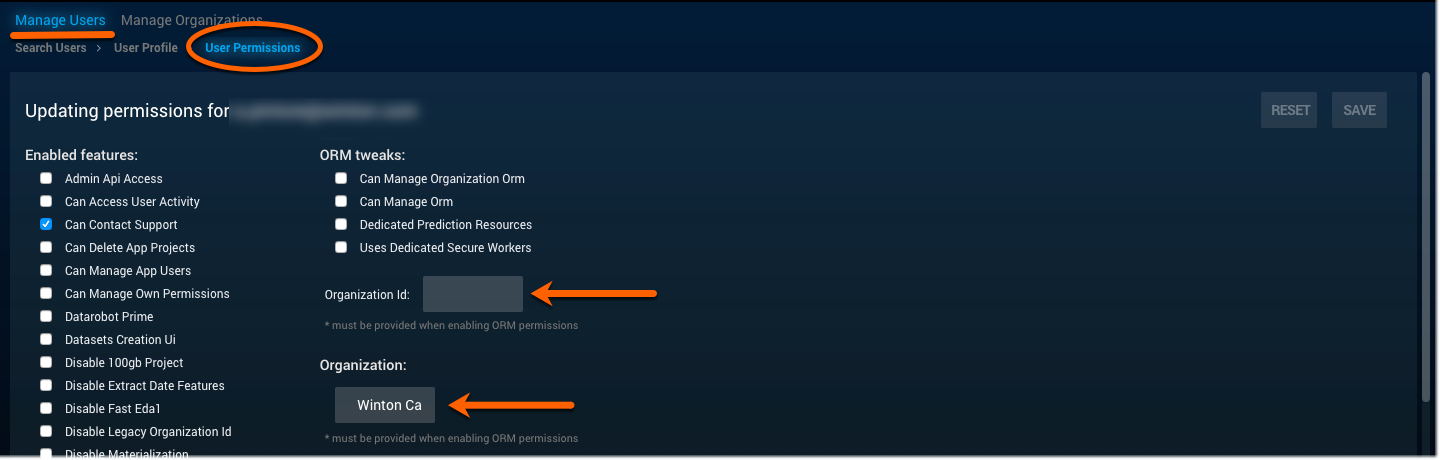 Manage Users Manage Organizations
Search Users > User Profile User Permissions
Updating permissions for
RESET SAVE
Enabled features:
Admin Api Access
Can Access User Activity
Can Contact Support
Can Delete App Projects
Can Manage App Users
Can Manage Own Permissions
Datarobot Prime
Datasets Creation Ui
Disable 100gb Project
Disable Extract Date Features
Disable Fast Eda1
Disable Legacy Organization Id
Disable Materialization
ORM tweaks:
Can Manage Organization Orm
Can Manage Orm
Dedicated Prediction Resources
Uses Dedicated Secure Workers
Organization Id:
* must be provided when enabling ORM permissions
Organization:
Winton Ca
* must be provided when enabling ORM permissions